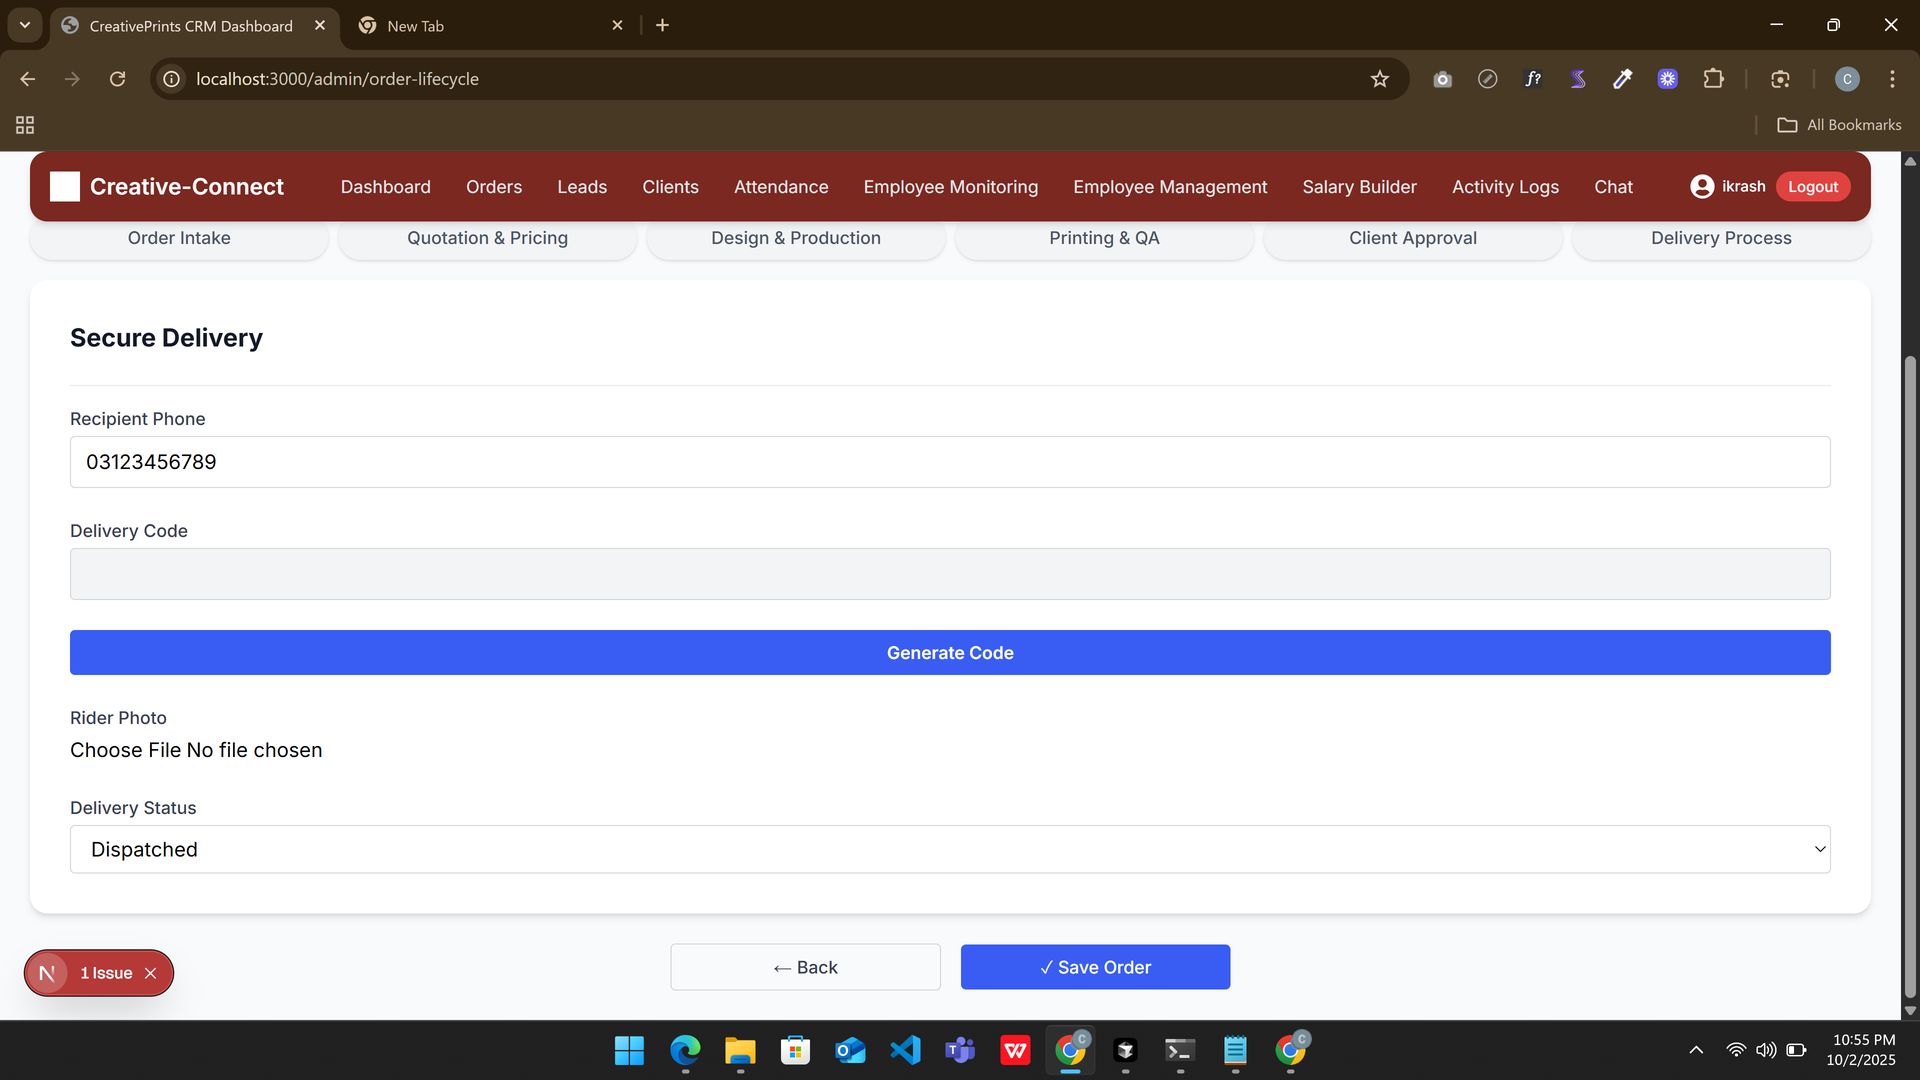 CreativePrints CRM Dashboard
New Tab
localhost:3000/admin/order-lifecycle
f?
C
All Bookmarks
Creative-Connect
Dashboard
Orders
Leads
Clients
Attendance
Employee Monitoring
Employee Management
Salary Builder
Activity Logs
Chat
ikrash
Logout
Order Intake
Quotation & Pricing
Design & Production
Printing & QA
Client Approval
Delivery Process
Secure Delivery
Recipient Phone
03123456789
Delivery Code
Generate Code
Rider Photo
Choose File No file chosen
Delivery Status
Dispatched
N 1 Issue
← Back
✓ Save Order
10:55 PM
10/2/2025